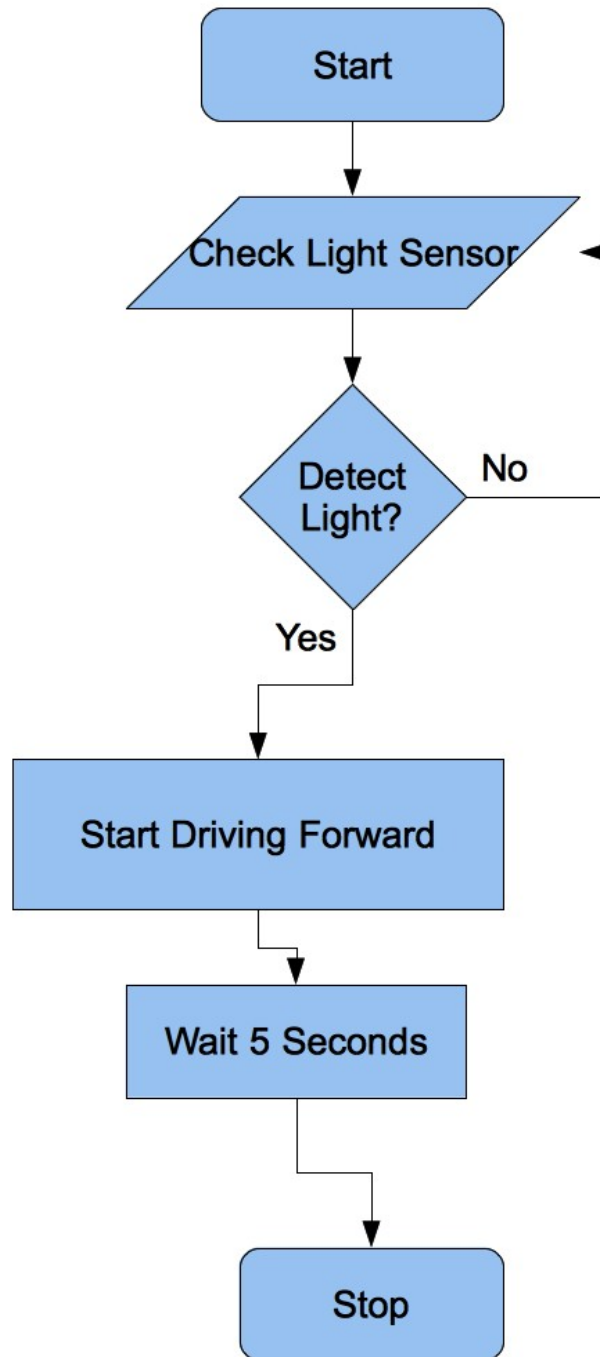 Start
Check Light Sensor
Detect
Light?
No
Yes
Start Driving Forward
Wait 5 Seconds
Stop